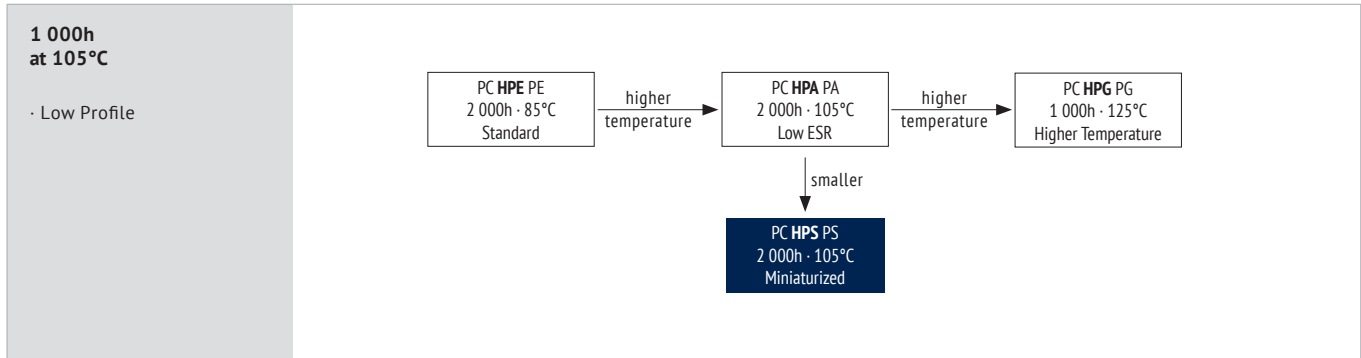 1 000h
at 105°C
· Low Profile
PC HPE PE
2 000h · 85°C
Standard
higher
temperature
PC HPA PA
2 000h · 105°C
Low ESR
higher
temperature
PC HPG PG
1 000h · 125°C
Higher Temperature
smaller
PC HPS PS
2 000h · 105°C
Miniaturized